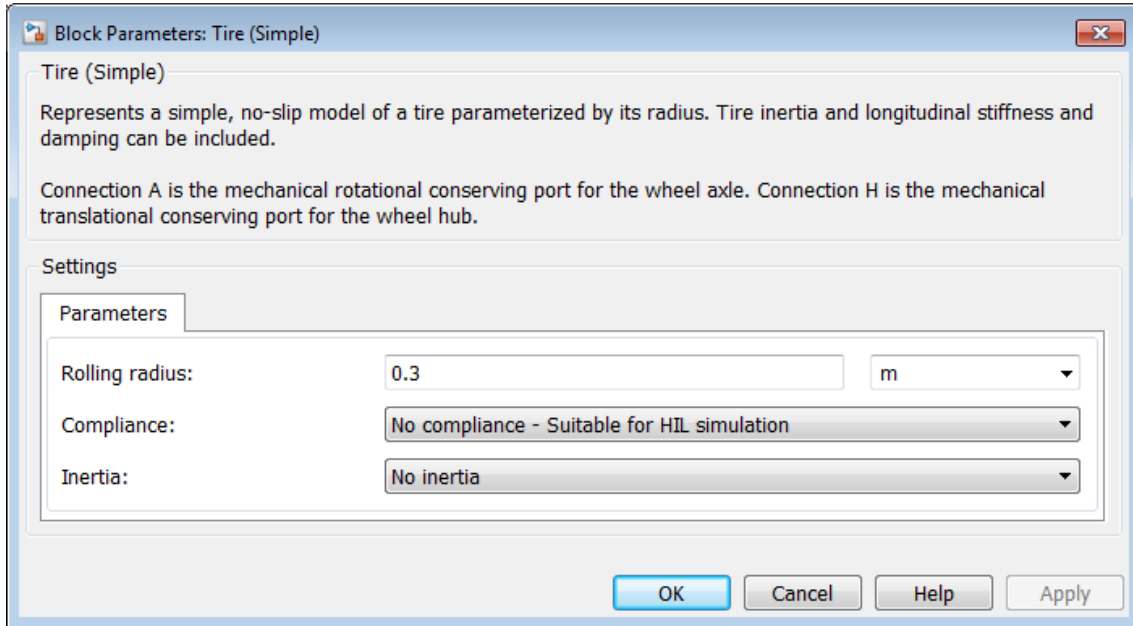 Block Parameters: Tire (Simple)
Tire (Simple)
Represents a simple, no-slip model of a tire parameterized by its radius. Tire inertia and longitudinal stiffness and
damping can be included.
Connection A is the mechanical rotational conserving port for the wheel axle. Connection H is the mechanical
translational conserving port for the wheel hub.
Settings
Parameters
Rolling radius: 0.3 m
Compliance: No compliance - Suitable for HIL simulation
Inertia: No inertia
OK Cancel Help Apply